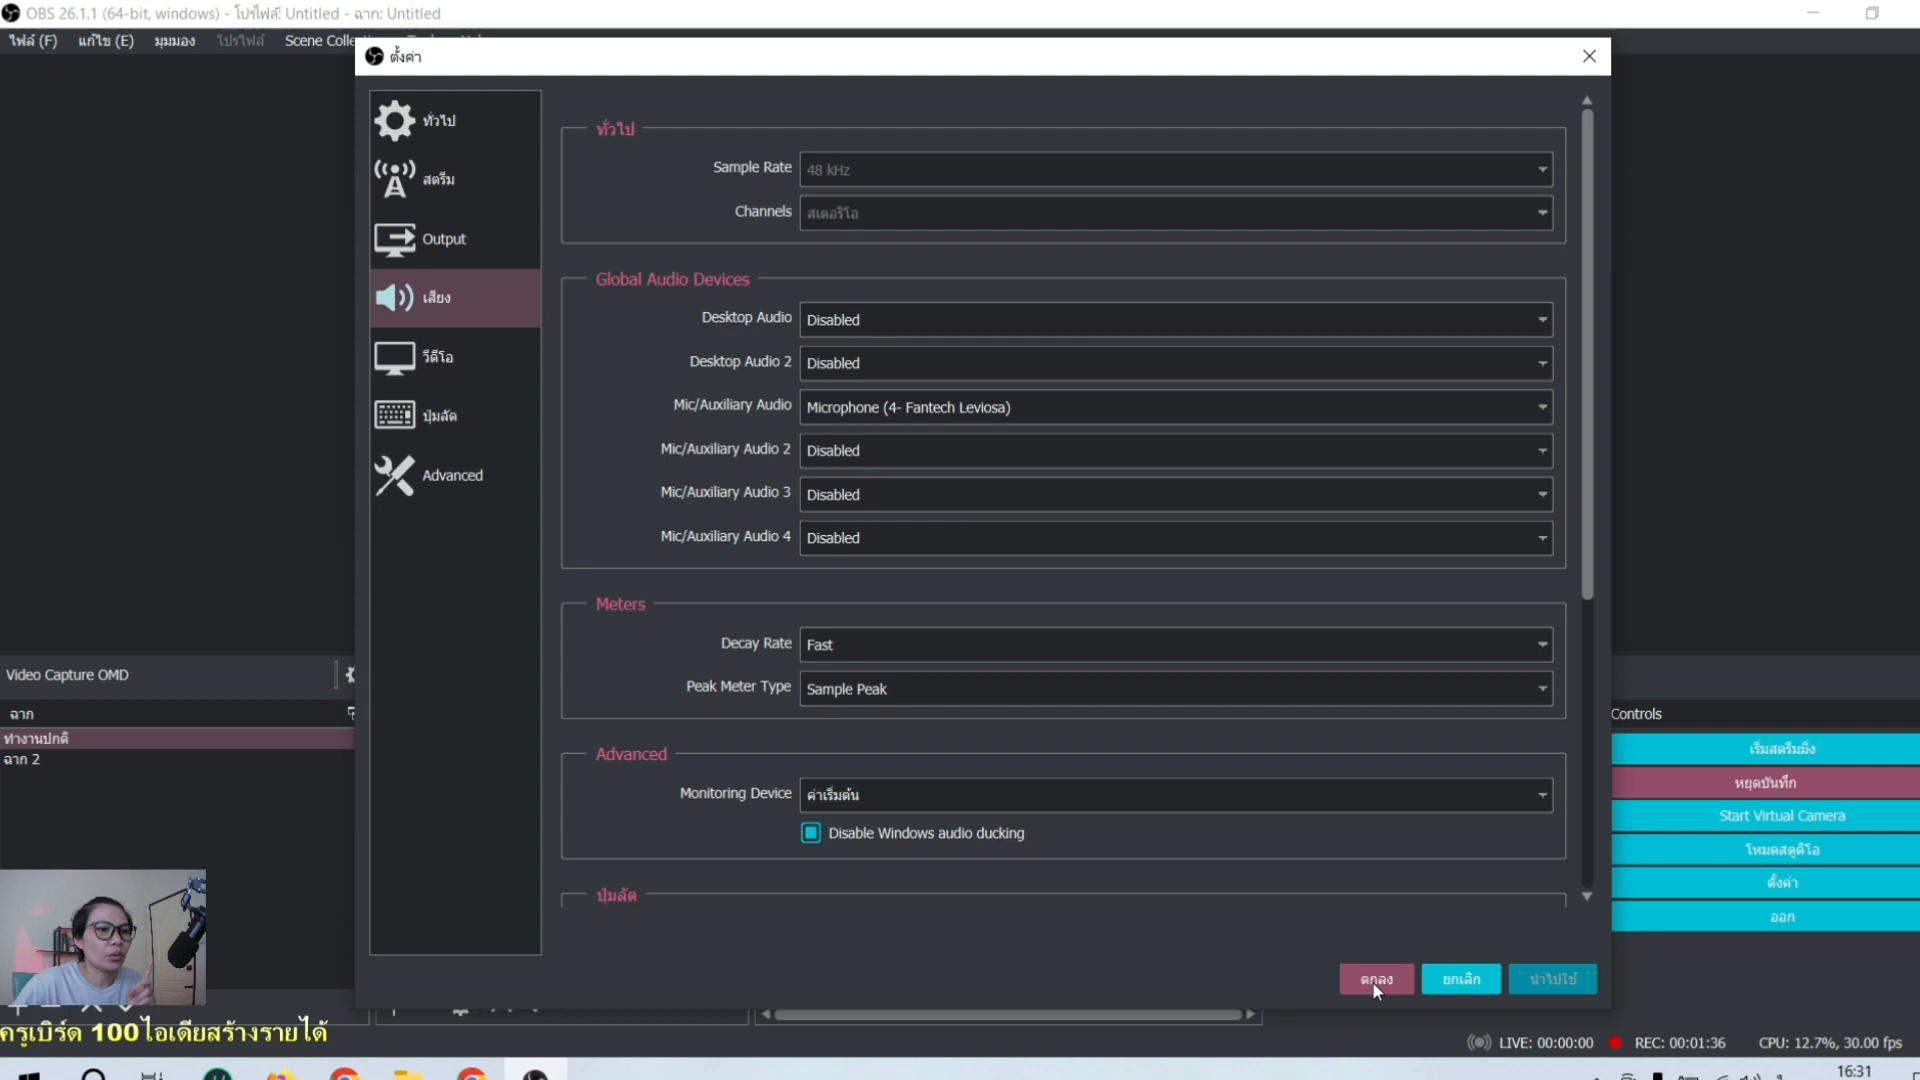 OBS 26.1.1 (64-bit, windows) - โปรไฟล์: Untitled - ฉาก: Untitled
ไฟล์ (F) แก้ไข (E) มุมมอง โปรไฟล์ Scene Colle
ตั้งค่า
ทั่วไป
สตรีม
Output
เสียง
วีดีโอ
ปุ่มลัด
Advanced
ทั่วไป
Sample Rate 48 kHz
Channels สเตอริโอ
Global Audio Devices
Desktop Audio Disabled
Desktop Audio 2 Disabled
Mic/Auxiliary Audio Microphone (4- Fantech Leviosa)
Mic/Auxiliary Audio 2 Disabled
Mic/Auxiliary Audio 3 Disabled
Mic/Auxiliary Audio 4 Disabled
Meters
Decay Rate Fast
Peak Meter Type Sample Peak
Advanced
Monitoring Device ค่าเริ่มต้น
Disable Windows audio ducking
ปุ่มลัด
ตกลง ยกเลิก นำไปใช้
Video Capture OMD
ฉาก
ทำงานปกติ
ฉาก 2
Controls
เริ่มสตรีมมิ่ง
หยุดบันทึก
Start Virtual Camera
โหมดสตูดิโอ
ตั้งค่า
ออก
ครูเบิร์ด 100ไอเดียสร้างรายได้
LIVE: 00:00:00 REC: 00:01:36 CPU: 12.7%, 30.00 fps
16:31